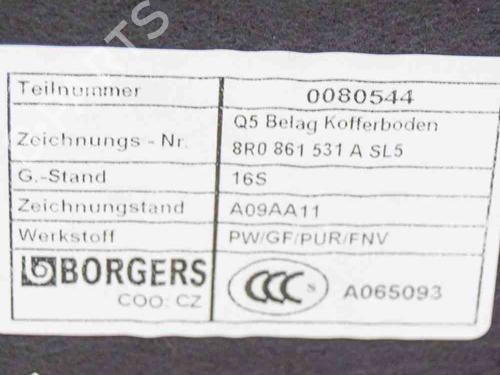 Teilnummer 0080544
Q5 Belag Kofferboden
Zeichnungs - Nr. 8R0 861 531 A SL5
G.-Stand 16S
Zeichnungstand A09AA11
Werkstoff PW/GF/PUR/FNV
BORGERS CCC S A065093
COO: CZ